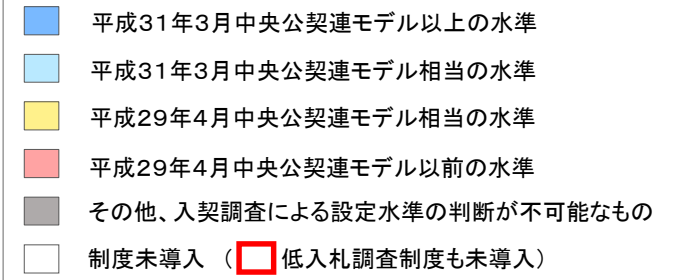 平成31年3月中央公契連モデル以上の水準
平成31年3月中央公契連モデル相当の水準
平成29年4月中央公契連モデル相当の水準
平成29年4月中央公契連モデル以前の水準
その他、入契調査による設定水準の判断が不可能なもの
制度未導入 （ 低入札調査制度も未導入）